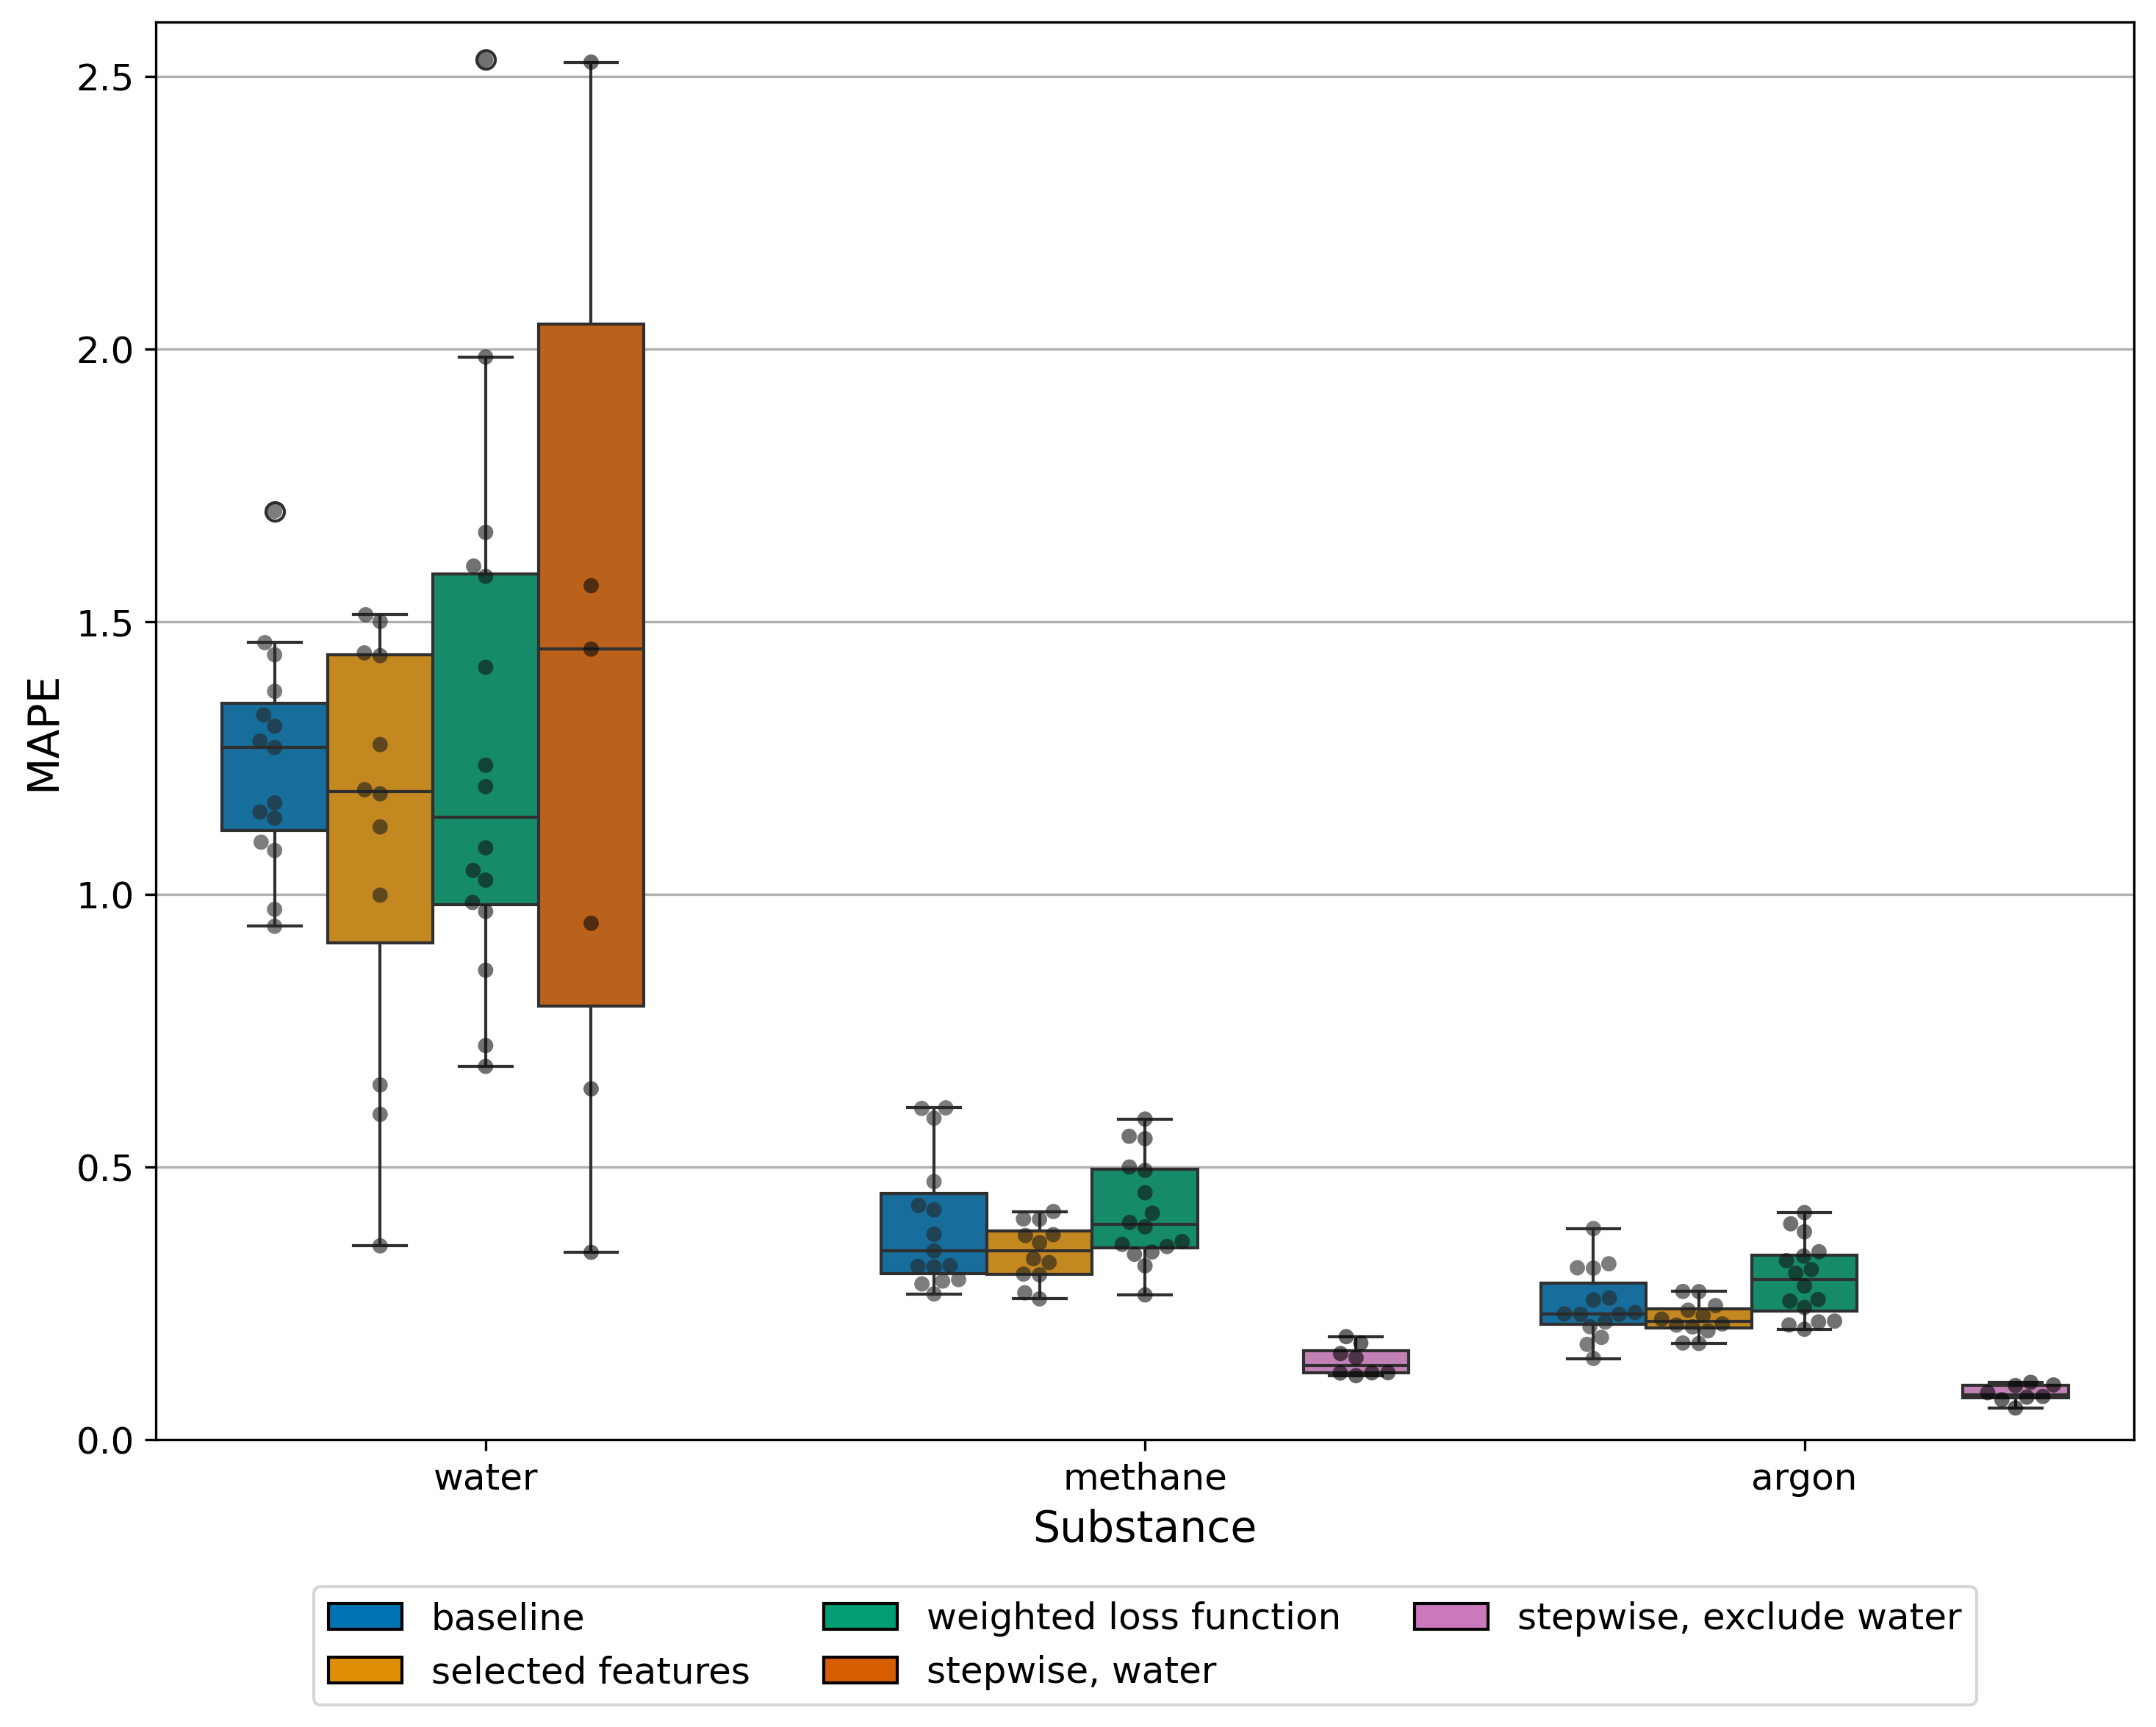 MAPE
2.5
2.0
1.5
1.0
0.5
0.0
water methane argon
Substance
baseline
selected features
weighted loss function
stepwise, water
stepwise, exclude water